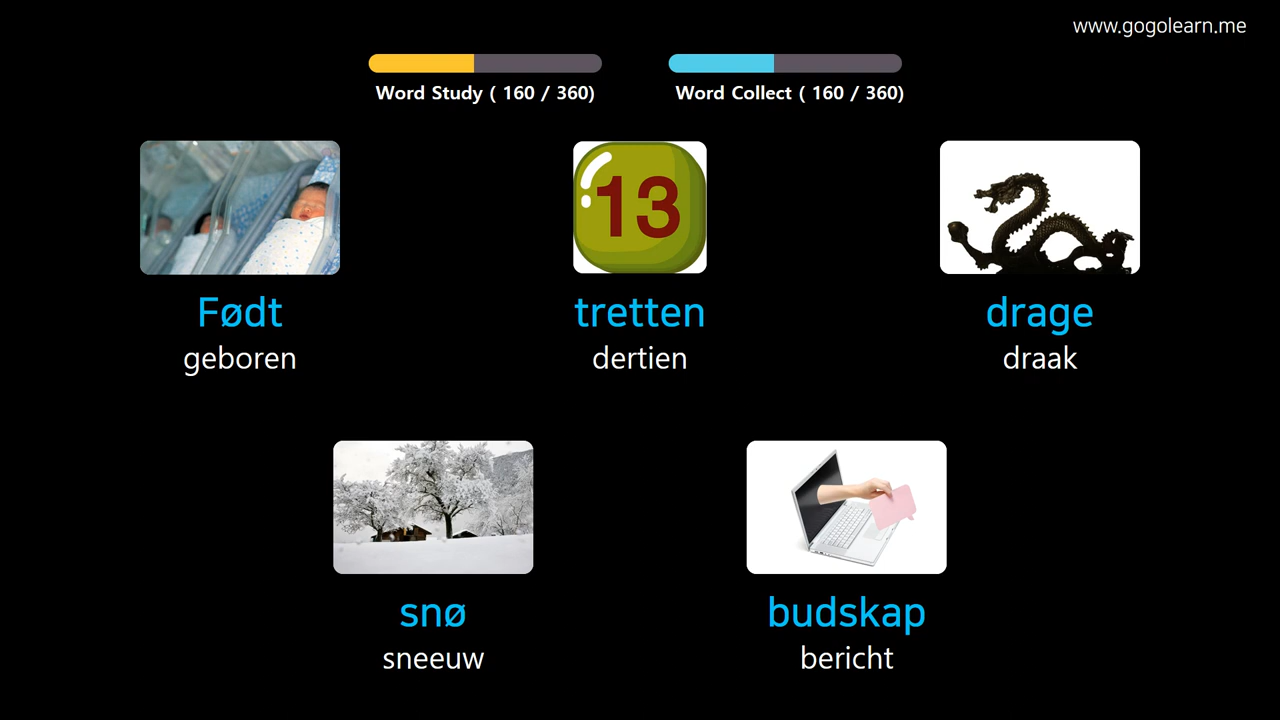 www.gogolearn.me
Word Study ( 160 / 360)
Word Collect ( 160 / 360)
13
Født
tretten
drage
geboren
dertien
draak
snø
budskap
sneeuw
bericht